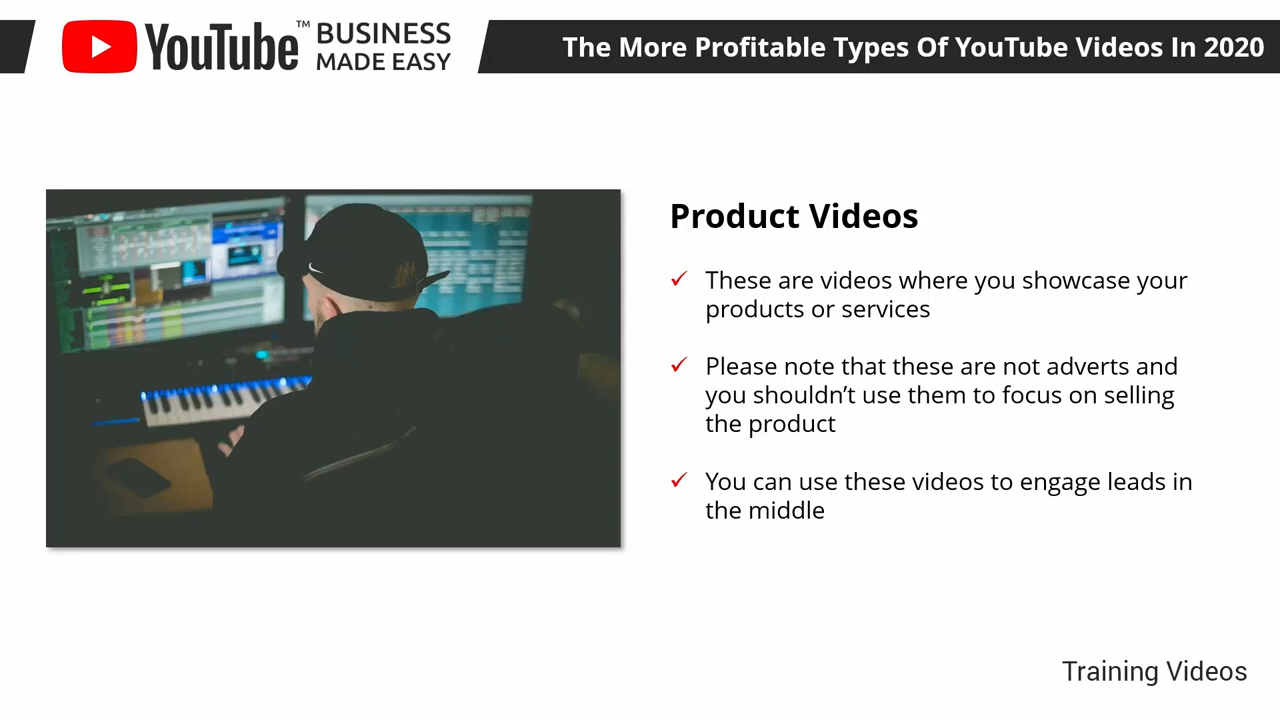 YouTube™ BUSINESS
MADE EASY
The More Profitable Types Of YouTube Videos In 2020
Product Videos
✓ These are videos where you showcase your
products or services
✓ Please note that these are not adverts and
you shouldn’t use them to focus on selling
the product
✓ You can use these videos to engage leads in
the middle
Training Videos